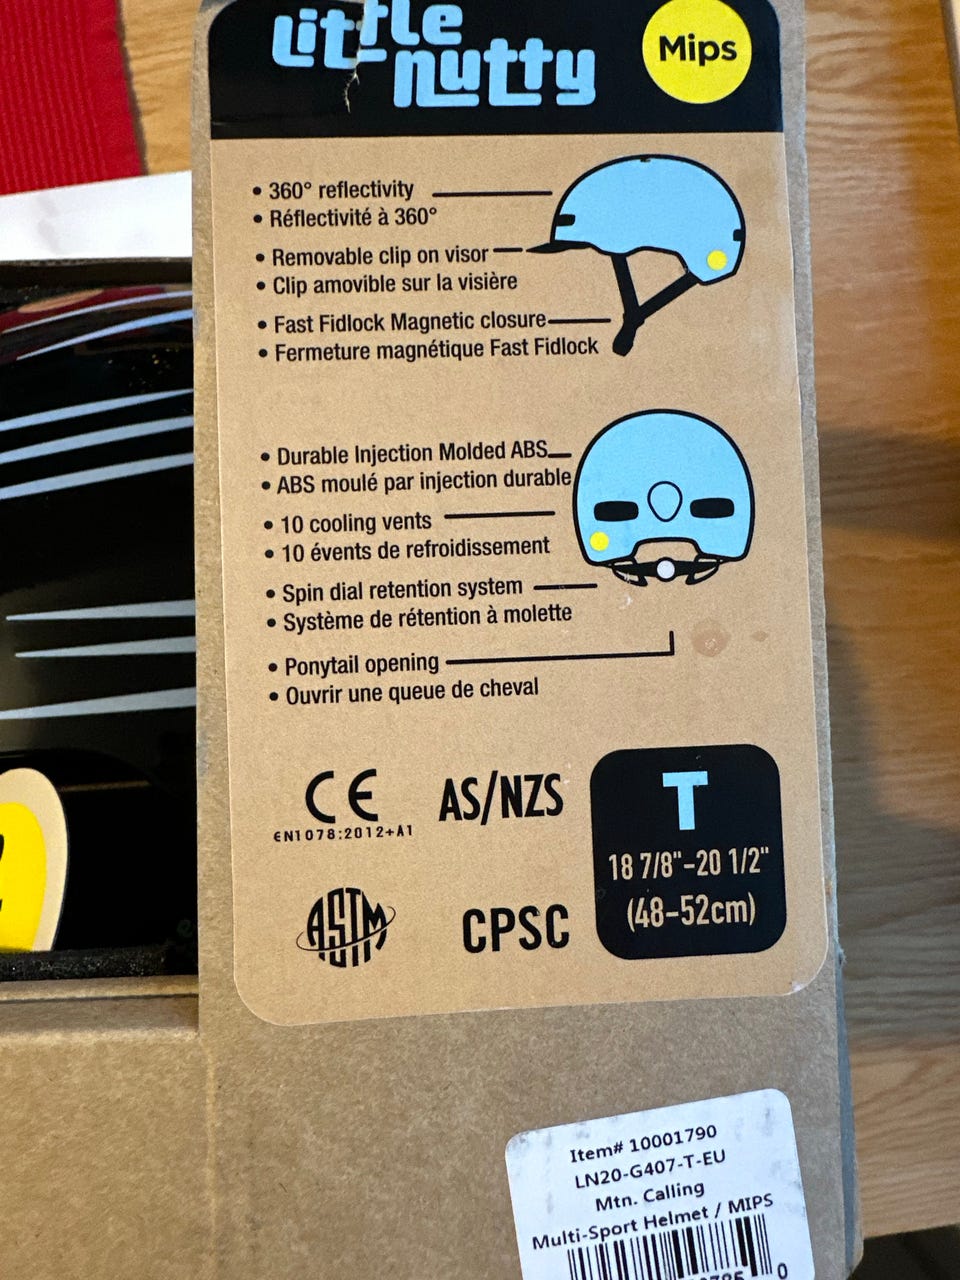 Little
nutty
Mips
• 360° reflectivity
• Réflectivité à 360°
• Removable clip on visor
• Clip amovible sur la visière
• Fast Fidlock Magnetic closure
• Fermeture magnétique Fast Fidlock
• Durable Injection Molded ABS
• ABS moulé par injection durable
• 10 cooling vents
• 10 évents de refroidissement
• Spin dial retention system
• Système de rétention à molette
• Ponytail opening
• Ouvrir une queue de cheval
CE
EN1078:2012+A1
AS/NZS
ASTM
CPSC
T
18 7/8"-20 1/2"
(48-52cm)
Item# 10001790
LN20-G407-T-EU
Mtn. Calling
Multi-Sport Helmet / MIPS